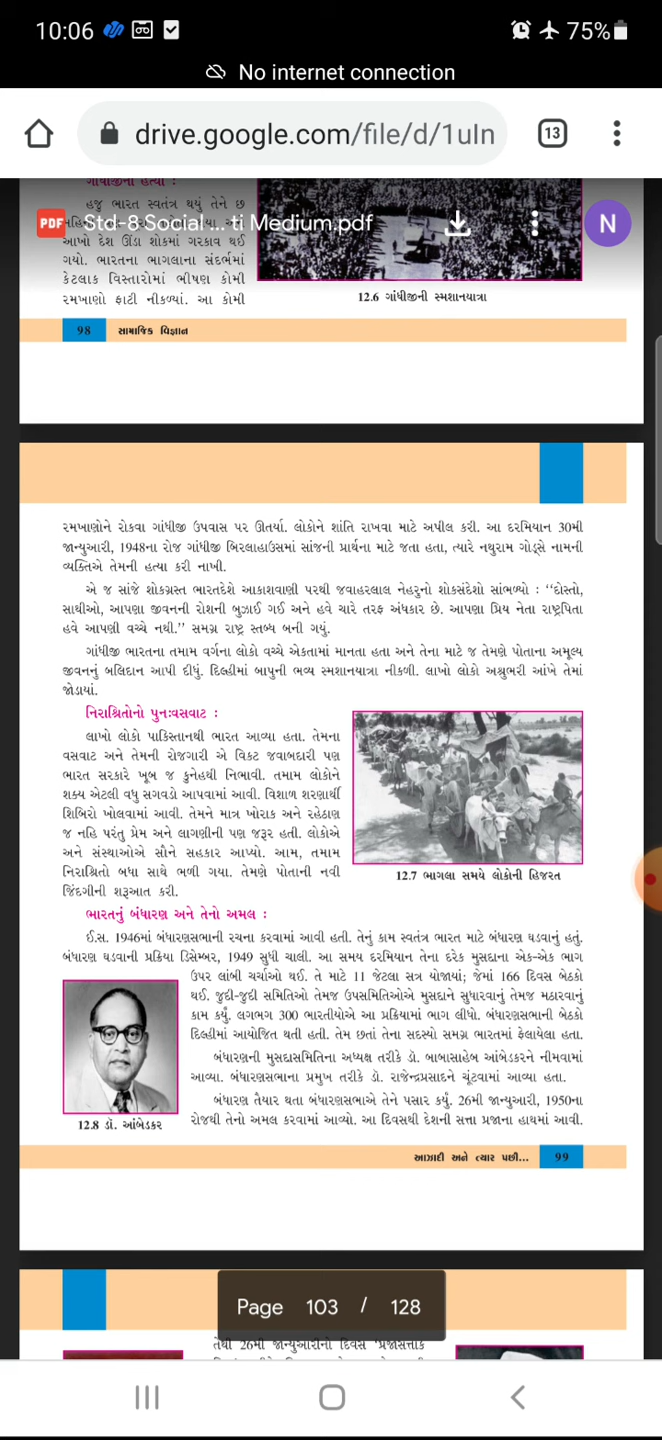 10:06
75%
No internet connection
drive.google.com/file/d/1uIn
13
ગાંધીજીની હત્યા :
હજુ ભારત સ્વતંત્ર થયું તેને છ
PDF Std- 8 Social ... ti Medium.pdf
N
આખો દેશ ઊંડા શોકમાં ગરકાવ થઈ
ગયો. ભારતના ભાગલાના સંદર્ભમાં
કેટલાક વિસ્તારોમાં ભીષણ કોમી
રમખાણો ફાટી નીકળ્યાં. આ કોમી
12.6 ગાંધીજીની સ્મશાનયાત્રા
98 સામાજિક વિજ્ઞાન
રમખાણોને રોકવા ગાંધીજી ઉપવાસ પર ઊતર્યા. લોકોને શાંતિ રાખવા માટે અપીલ કરી. આ દરમિયાન 30મી
જાન્યુઆરી, 1948ના રોજ ગાંધીજી બિરલાહાઉસમાં સાંજની પ્રાર્થના માટે જતા હતા, ત્યારે નથુરામ ગોડ્સે નામની
વ્યક્તિએ તેમની હત્યા કરી નાખી.
એ જ સાંજે શોકગ્રસ્ત ભારતદેશે આકાશવાણી પરથી જવાહરલાલ નેહરુનો શોકસંદેશો સાંભળ્યો : ‘‘દોસ્તો,
સાથીઓ, આપણા જીવનની રોશની બુઝાઈ ગઈ અને હવે ચારે તરફ અંધકાર છે. આપણા પ્રિય નેતા રાષ્ટ્રપિતા
હવે આપણી વચ્ચે નથી.’’ સમગ્ર રાષ્ટ્ર સ્તબ્ધ બની ગયું.
ગાંધીજી ભારતના તમામ વર્ગના લોકો વચ્ચે એકતામાં માનતા હતા અને તેના માટે જ તેમણે પોતાના અમૂલ્ય
જીવનનું બલિદાન આપી દીધું. દિલ્હીમાં બાપુની ભવ્ય સ્મશાનયાત્રા નીકળી. લાખો લોકો અશ્રુભરી આંખે તેમાં
જોડાયાં.
નિરાશ્રિતોનો પુનઃવસવાટ :
લાખો લોકો પાકિસ્તાનથી ભારત આવ્યા હતા. તેમના
વસવાટ અને તેમની રોજગારી એ વિકટ જવાબદારી પણ
ભારત સરકારે ખૂબ જ કુનેહથી નિભાવી. તમામ લોકોને
શક્ય એટલી વધુ સગવડો આપવામાં આવી. વિશાળ શરણાર્થી
શિબિરો ખોલવામાં આવી. તેમને માત્ર ખોરાક અને રહેઠાણ
જ નહિ પરંતુ પ્રેમ અને લાગણીની પણ જરૂર હતી. લોકોએ
અને સંસ્થાઓએ સૌને સહકાર આપ્યો. આમ, તમામ
નિરાશ્રિતો બધા સાથે ભળી ગયા. તેમણે પોતાની નવી
જિંદગીની શરૂઆત કરી.
12.7 ભાગલા સમયે લોકોની હિજરત
ભારતનું બંધારણ અને તેનો અમલ :
ઈ.સ. 1946માં બંધારણસભાની રચના કરવામાં આવી હતી. તેનું કામ સ્વતંત્ર ભારત માટે બંધારણ ઘડવાનું હતું.
બંધારણ ઘડવાની પ્રક્રિયા ડિસેમ્બર, 1949 સુધી ચાલી. આ સમય દરમિયાન તેના દરેક મુસદાના એક-એક ભાગ
ઉપર લાંબી ચર્ચાઓ થઈ. તે માટે 11 જેટલા સત્ર યોજાયાં; જેમાં 166 દિવસ બેઠકો
થઈ. જુદી-જુદી સમિતિઓ તેમજ ઉપસમિતિઓએ મુસદાને સુધારવાનું તેમજ મઠારવાનું
કામ કર્યું. લગભગ 300 ભારતીયોએ આ પ્રક્રિયામાં ભાગ લીધો. બંધારણસભાની બેઠકો
દિલ્હીમાં આયોજિત થતી હતી. તેમ છતાં તેના સદસ્યો સમગ્ર ભારતમાં ફેલાયેલા હતા.
બંધારણની મુસદાસમિતિના અધ્યક્ષ તરીકે ડૉ. બાબાસાહેબ આંબેડકરને નીમવામાં
આવ્યા. બંધારણસભાના પ્રમુખ તરીકે ડૉ. રાજેન્દ્રપ્રસાદને ચૂંટવામાં આવ્યા હતા.
બંધારણ તૈયાર થતા બંધારણસભાએ તેને પસાર કર્યું. 26મી જાન્યુઆરી, 1950ના
રોજથી તેનો અમલ કરવામાં આવ્યો. આ દિવસથી દેશની સત્તા પ્રજાના હાથમાં આવી.
12.8 ડૉ. આંબેડકર
આઝાદી અને ત્યાર પછી... 99
Page 103 / 128
તેથી 26મી જાન્યુઆરીનો દિવસ ‘પ્રજાસત્તાક